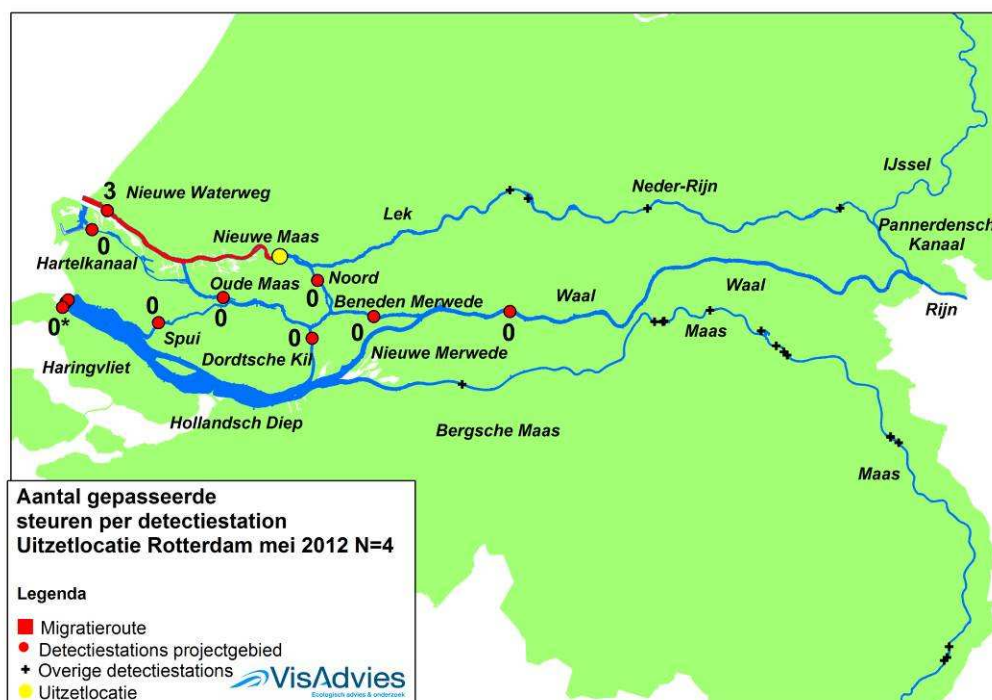 IJssel
3 Nieuwe Waterweg
Neder-Rijn
Lek
Pannerdensch
Kanaal
Nieuwe Maas
0
Hartelkanaal
Noord
0
Oude Maas
0
Beneden Merwede
0
Waal
0
Waal
Rijn
0*
0
Spui
0
Maas
Dordtsche Kil
Nieuwe Merwede
Haringvliet
Hollandsch Diep
Bergsche Maas
Maas
Aantal gepasseerde
steuren per detectiestation
Uitzetlocatie Rotterdam mei 2012 N=4
Legenda
Migratieroute
Detectiestations projectgebied
Overige detectiestations
Uitzetlocatie
VisAdvies
Ecologisch advies & onderzoek